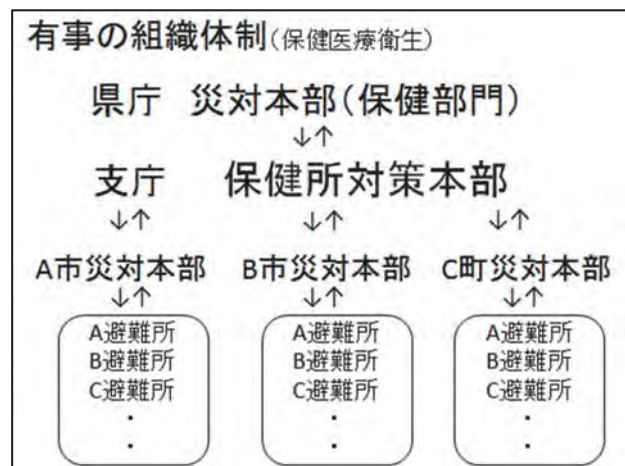 有事の組織体制(保健医療衛生)
県庁 災対本部(保健部門)
↓↑
支庁 保健所対策本部
↓↑ ↓↑ ↓↑
A市災対本部 B市災対本部 C町災対本部
↓↑ ↓↑ ↓↑
A避難所
B避難所
C避難所
・
・
A避難所
B避難所
C避難所
・
・
A避難所
B避難所
C避難所
・
・